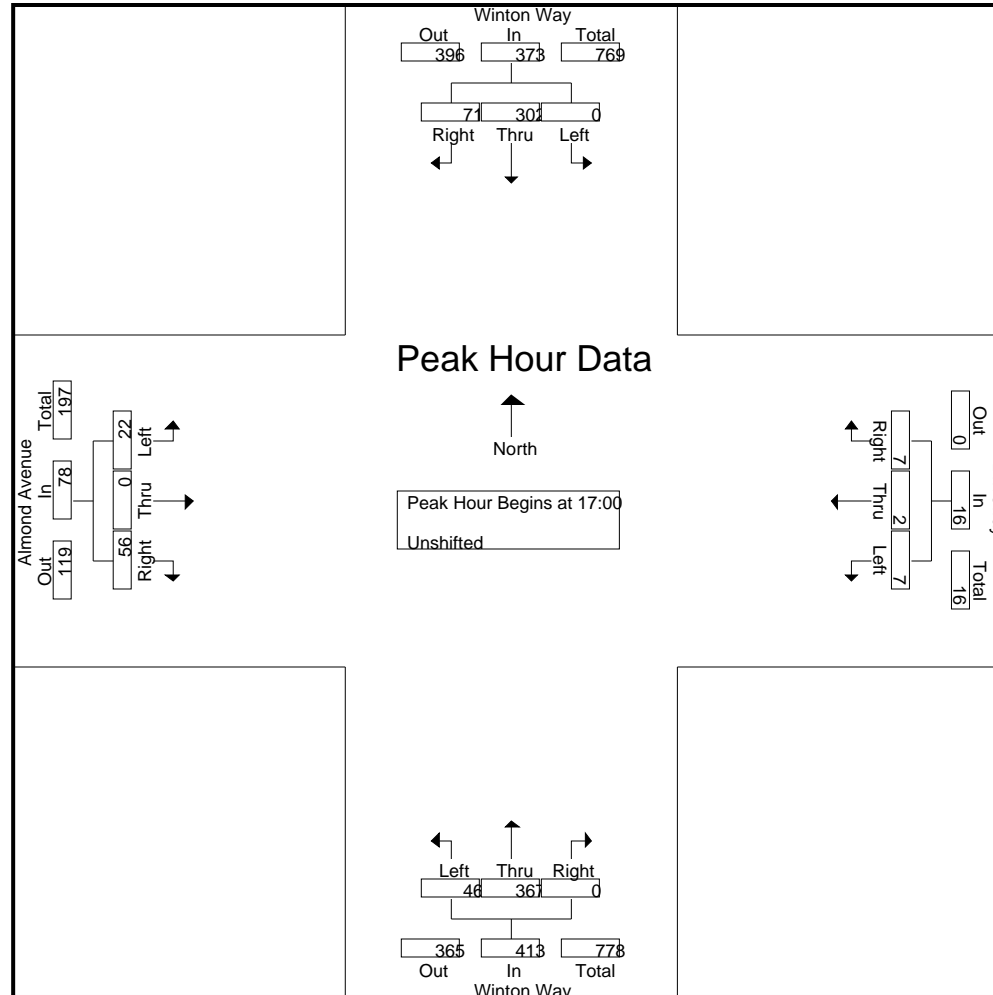 Winton Way
Out In Total
396 373 769
71 302 0
Right Thru Left
Peak Hour Data
North
Peak Hour Begins at 17:00
Unshifted
Almond Avenue
Out In Total
119 78 197
22 0 56
Left Thru Right
Right Thru Left
7 2 7
Out In Total
0 16 16
Left Thru Right
46 367 0
365 413 778
Out In Total
Winton Way